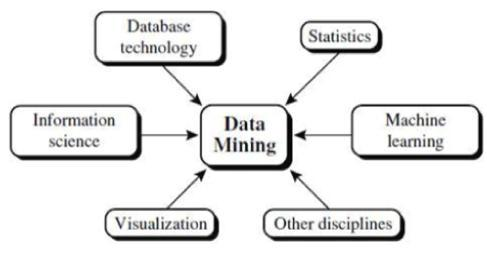 Database
technology
Statistics
Information
science
Data
Mining
Machine
learning
Visualization
Other disciplines